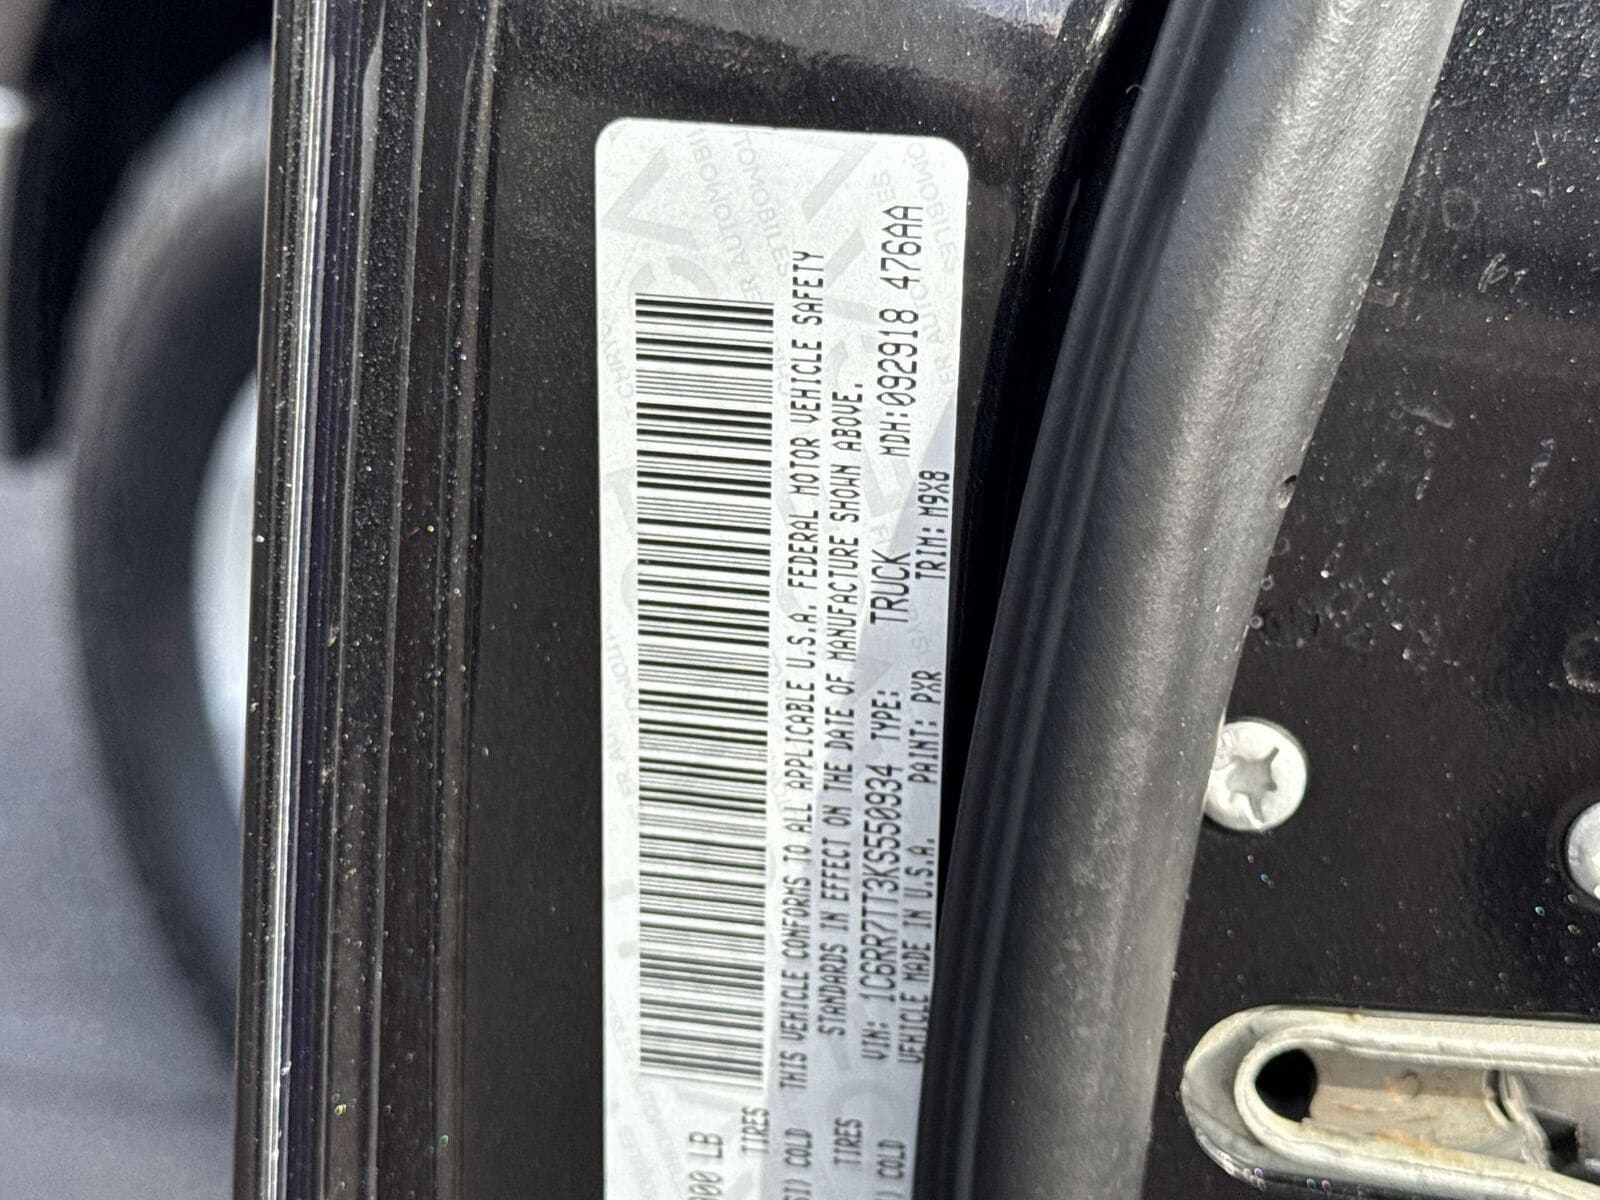 00 LB
TIRES
SI) COLD
THIS VEHICLE CONFORMS TO ALL APPLICABLE U.S.A. FEDERAL MOTOR VEHICLE SAFETY
STANDARDS IN EFFECT ON THE DATE OF MANUFACTURE SHOWN ABOVE.
TIRES
VIN: 1C6RR7TT3KS550934 TYPE: TRUCK MDH:092918 476AA
) COLD
VEHICLE MADE IN U.S.A. PAINT: PXR TRIM: M9X8